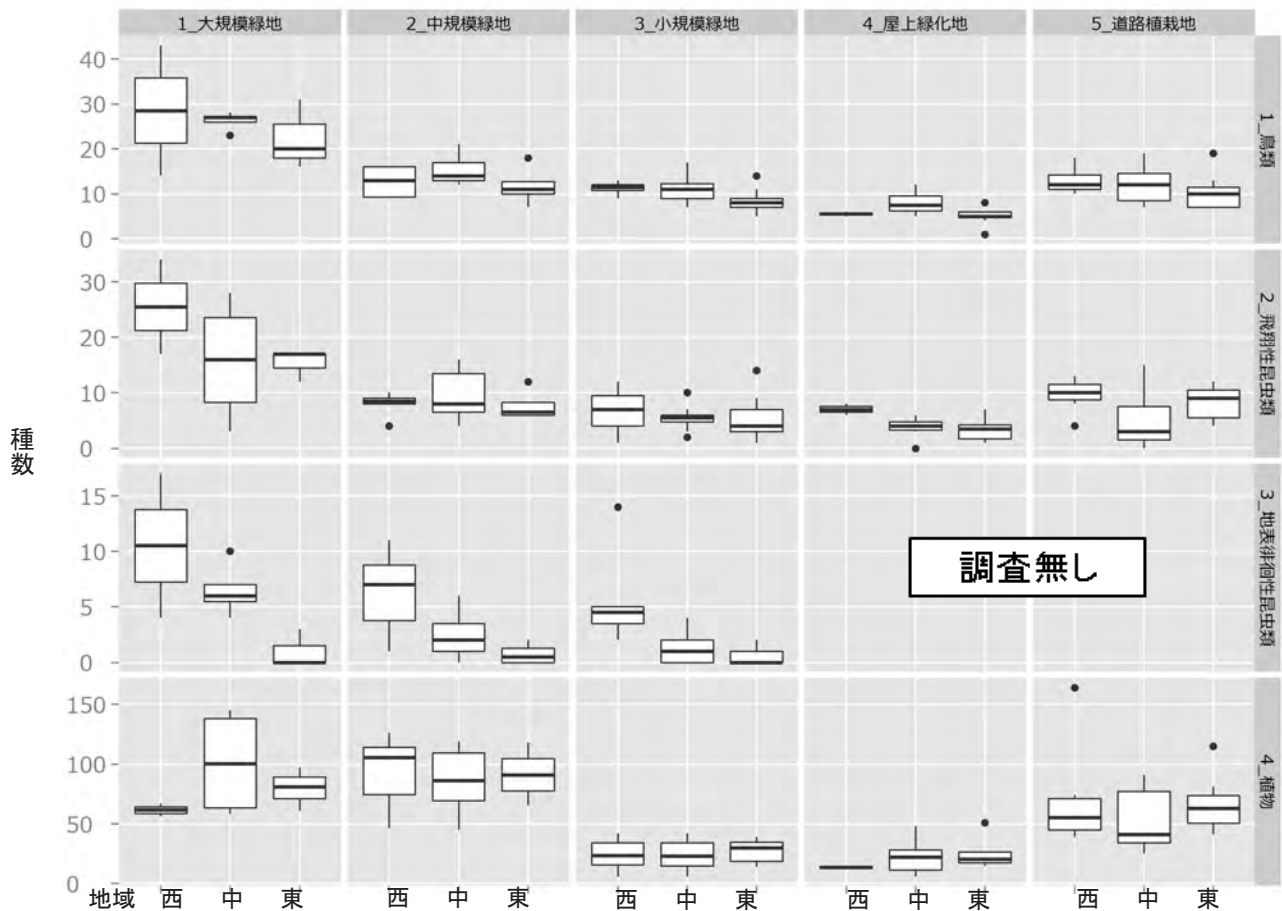 1_大規模緑地 2_中規模緑地 3_小規模緑地 4_屋上緑化地 5_道路植栽地
40
30
20
10
0
1_鳥類
30
20
10
0
2_飛翔性昆虫類
種数
15
10
5
0
調査無し
3_地表徘徊性昆虫類
150
100
50
0
4_植物
地域 西 中 東 西 中 東 西 中 東 西 中 東 西 中 東